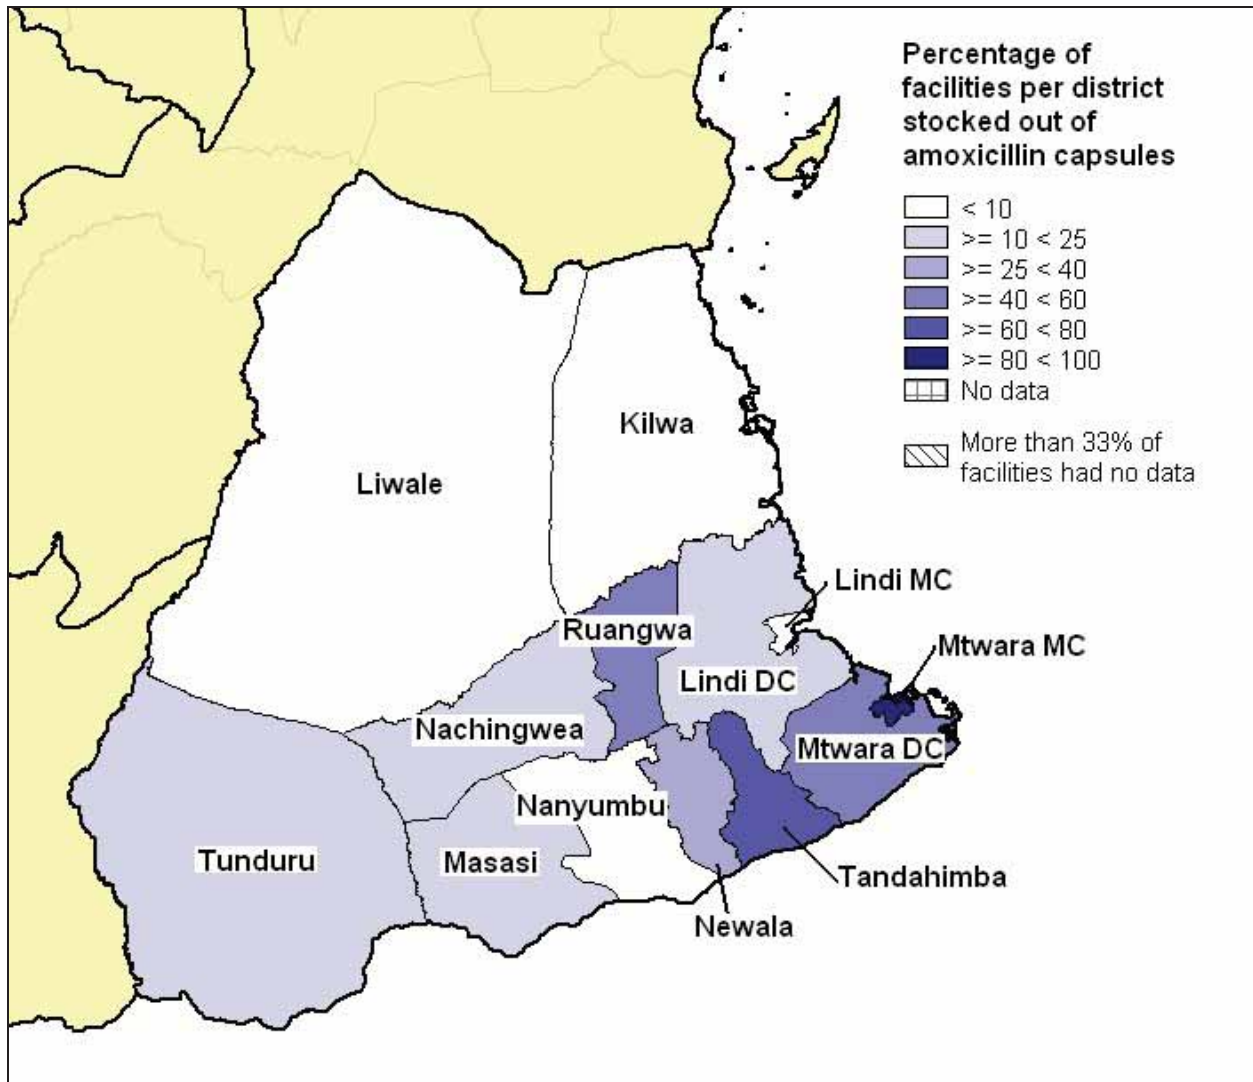 Percentage of
facilities per district
stocked out of
amoxicillin capsules
< 10
>= 10 < 25
>= 25 < 40
>= 40 < 60
>= 60 < 80
>= 80 < 100
No data
More than 33% of
facilities had no data
Kilwa
Liwale
Lindi MC
Ruangwa
Mtwara MC
Lindi DC
Nachingwea
Mtwara DC
Nanyumbu
Tunduru
Masasi
Tandahimba
Newala